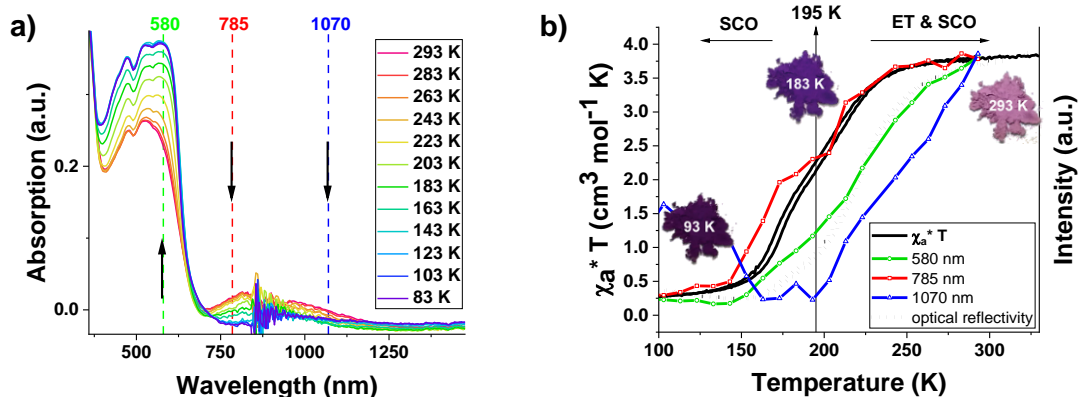 a)
580
785
1070
Absorption (a.u.)
0.2
0.0
293 K
283 K
263 K
243 K
223 K
203 K
183 K
163 K
143 K
123 K
103 K
83 K
500
750
1000
1250
Wavelength (nm)
b)
SCO
195 K
ET & SCO
χₐ* T (cm³ mol⁻¹ K)
4.0
3.5
3.0
2.5
2.0
1.5
1.0
0.5
0.0
183 K
293 K
93 K
Intensity (a.u.)
χₐ* T
580 nm
785 nm
1070 nm
optical reflectivity
100
150
200
250
300
Temperature (K)